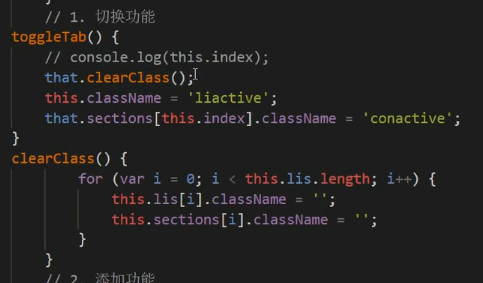 }
// 1. 切换功能
toggleTab() {
// console.log(this.index);
that.clearClass();
this.className = 'liactive';
that.sections[this.index].className = 'conactive';
}
clearClass() {
for (var i = 0; i < this.lis.length; i++) {
this.lis[i].className = '';
this.sections[i].className = '';
}
}
// 2. 添加功能